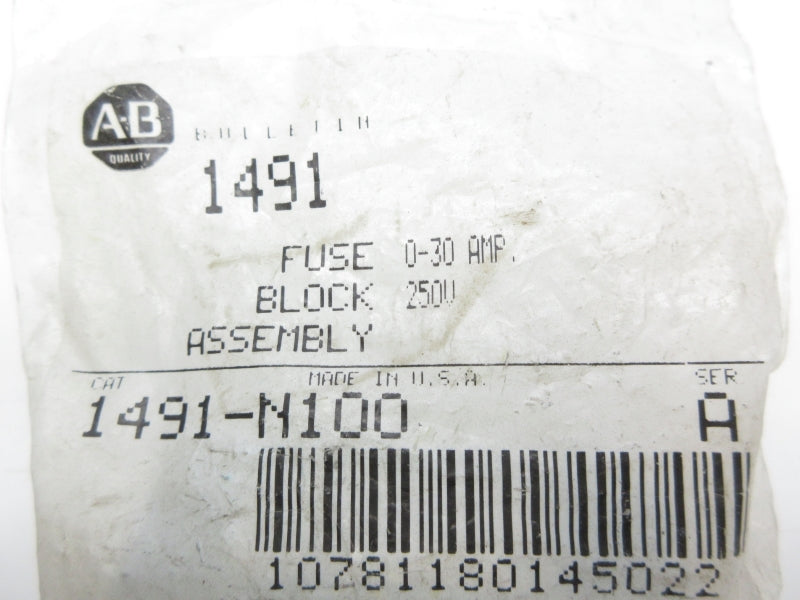 A-B
QUALITY
BULLETIN
1491
FUSE 0-30 AMP.
BLOCK 250V
ASSEMBLY
CAT MADE IN U.S.A. SER
1491-N100 A
10781180145022